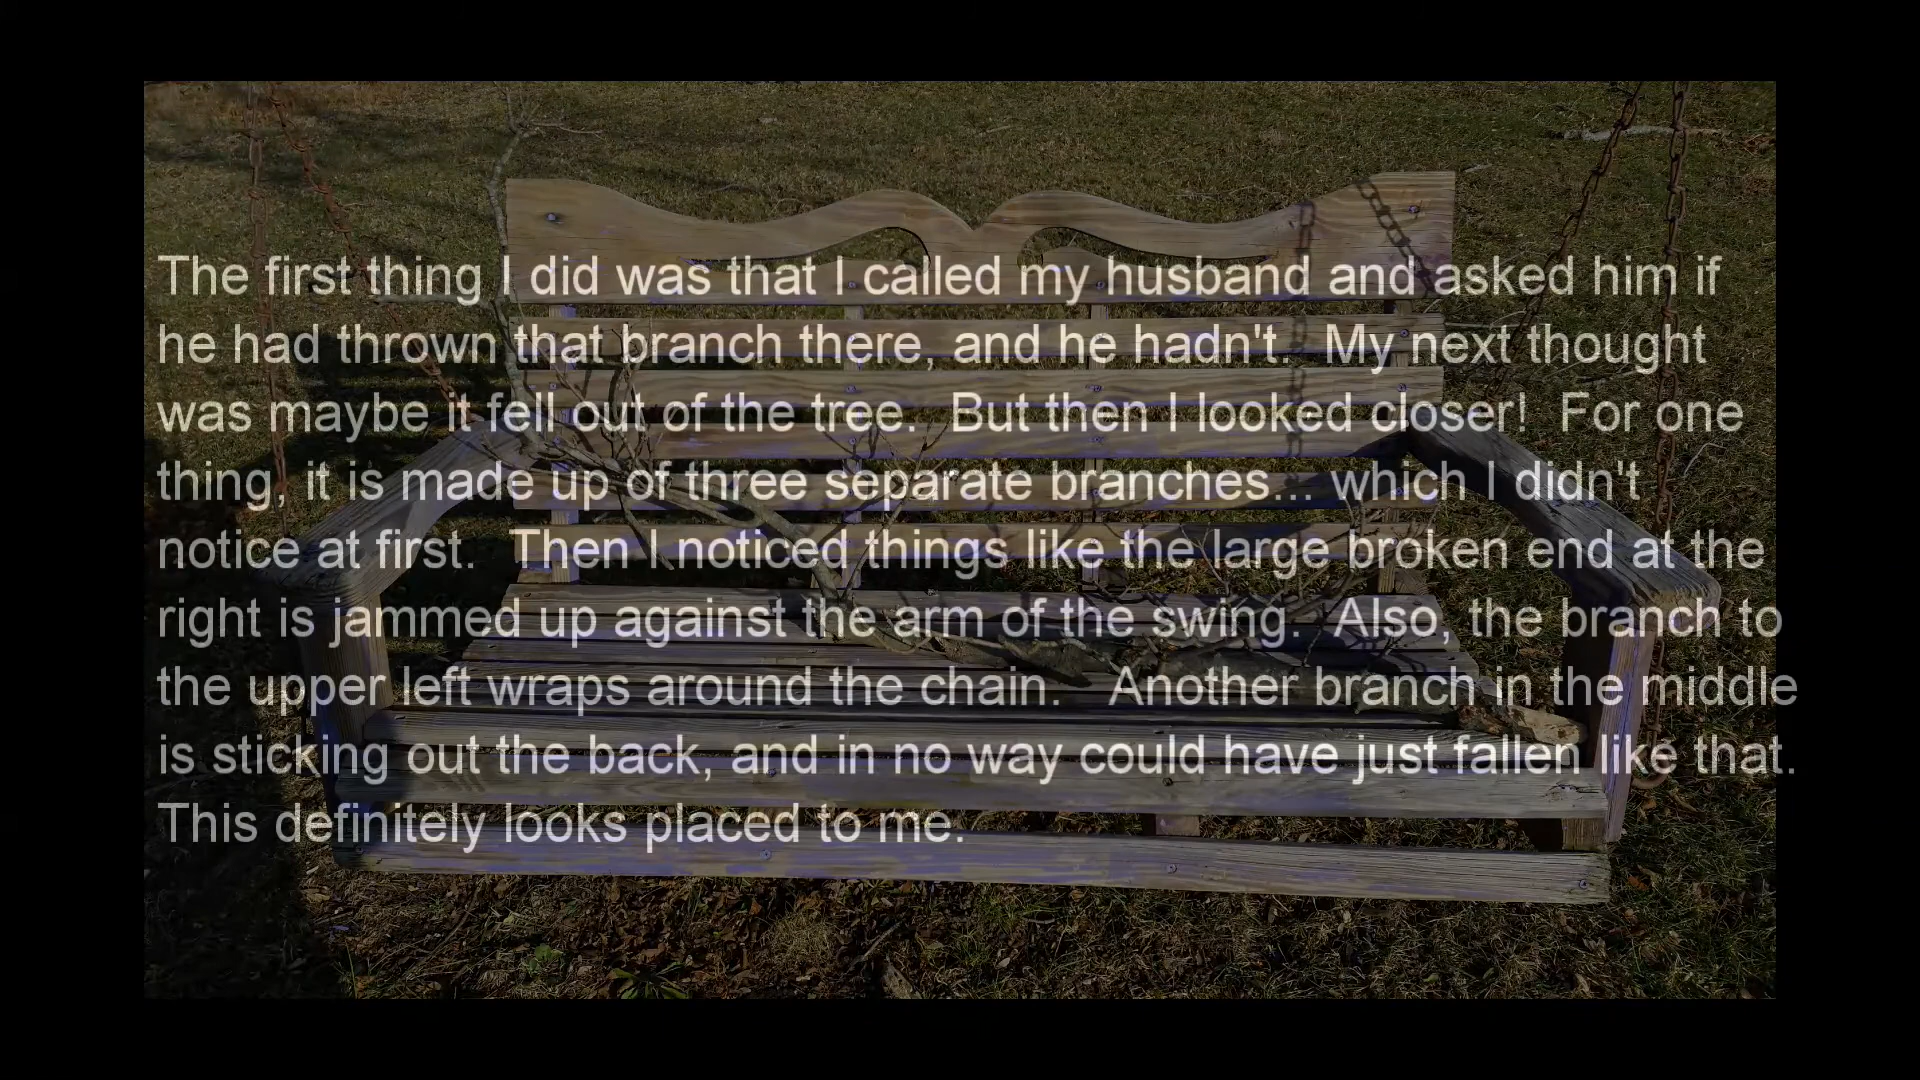 The first thing I did was that I called my husband and asked him if
he had thrown that branch there, and he hadn't.  My next thought
was maybe it fell out of the tree.  But then I looked closer!  For one
thing, it is made up of three separate branches... which I didn't
notice at first.  Then I noticed things like the large broken end at the
right is jammed up against the arm of the swing.  Also, the branch to
the upper left wraps around the chain.   Another branch in the middle
is sticking out the back, and in no way could have just fallen like that.
This definitely looks placed to me.